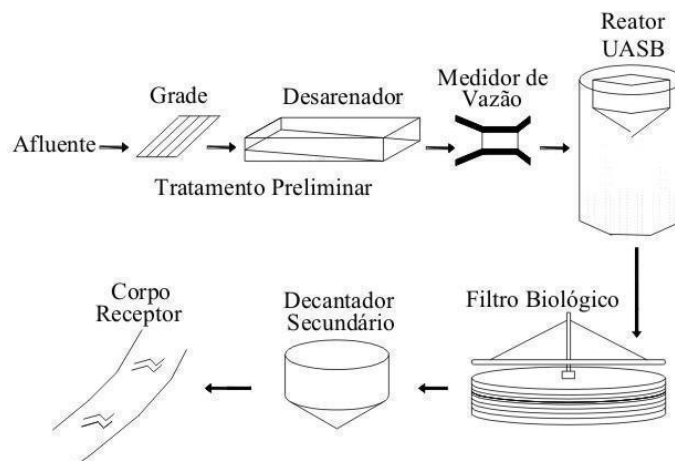 Reator
UASB
Medidor de
Vazão
Grade
Desarenador
Afluente
Tratamento Preliminar
Corpo
Receptor
Decantador
Secundário
Filtro Biológico